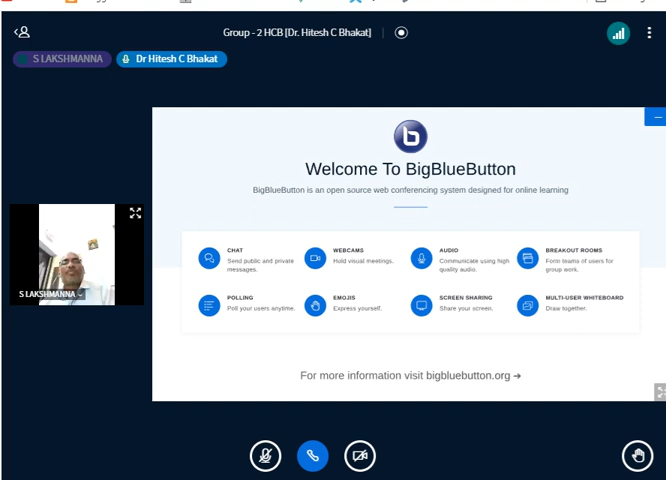 Group - 2 HCB [Dr. Hitesh C Bhakat]
S LAKSHMANNA
Dr Hitesh C Bhakat
Welcome To BigBlueButton
BigBlueButton is an open source web conferencing system designed for online learning
CHAT
Send public and private
messages.
WEBCAMS
Hold visual meetings.
AUDIO
Communicate using high
quality audio.
BREAKOUT ROOMS
Form teams of users for
group work.
POLLING
Poll your users anytime.
EMOJIS
Express yourself.
SCREEN SHARING
Share your screen.
MULTI-USER WHITEBOARD
Draw together.
S LAKSHMANNA
For more information visit bigbluebutton.org →